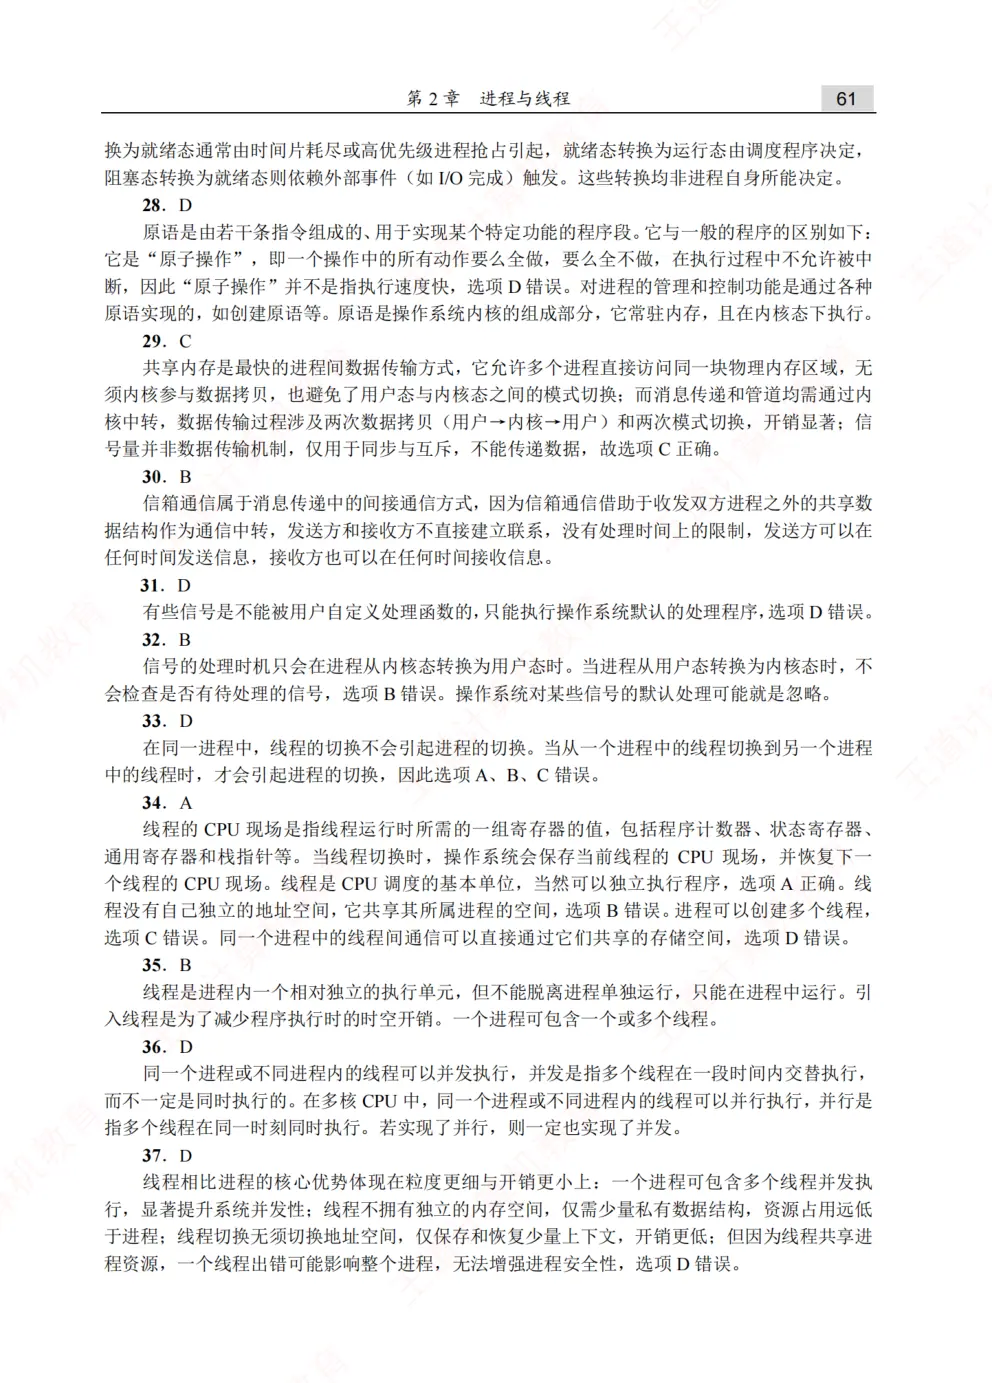 第 2 章 进程与线程 61
换为就绪态通常由时间片耗尽或高优先级进程抢占引起，就绪态转换为运行态由调度程序决定，
阻塞态转换为就绪态则依赖外部事件（如 I/O 完成）触发。这些转换均非进程自身所能决定。
28．D
原语是由若干条指令组成的、用于实现某个特定功能的程序段。它与一般的程序的区别如下：
它是“原子操作”，即一个操作中的所有动作要么全做，要么全不做，在执行过程中不允许被中
断，因此“原子操作”并不是指执行速度快，选项 D 错误。对进程的管理和控制功能是通过各种
原语实现的，如创建原语等。原语是操作系统内核的组成部分，它常驻内存，且在内核态下执行。
29．C
共享内存是最快的进程间数据传输方式，它允许多个进程直接访问同一块物理内存区域，无
须内核参与数据拷贝，也避免了用户态与内核态之间的模式切换；而消息传递和管道均需通过内
核中转，数据传输过程涉及两次数据拷贝（用户→内核→用户）和两次模式切换，开销显著；信
号量并非数据传输机制，仅用于同步与互斥，不能传递数据，故选项 C 正确。
30．B
信箱通信属于消息传递中的间接通信方式，因为信箱通信借助于收发双方进程之外的共享数
据结构作为通信中转，发送方和接收方不直接建立联系，没有处理时间上的限制，发送方可以在
任何时间发送信息，接收方也可以在任何时间接收信息。
31．D
有些信号是不能被用户自定义处理函数的，只能执行操作系统默认的处理程序，选项 D 错误。
32．B
信号的处理时机只会在进程从内核态转换为用户态时。当进程从用户态转换为内核态时，不
会检查是否有待处理的信号，选项 B 错误。操作系统对某些信号的默认处理可能就是忽略。
33．D
在同一进程中，线程的切换不会引起进程的切换。当从一个进程中的线程切换到另一个进程
中的线程时，才会引起进程的切换，因此选项 A、B、C 错误。
34．A
线程的 CPU 现场是指线程运行时所需的一组寄存器的值，包括程序计数器、状态寄存器、
通用寄存器和栈指针等。当线程切换时，操作系统会保存当前线程的 CPU 现场，并恢复下一
个线程的 CPU 现场。线程是 CPU 调度的基本单位，当然可以独立执行程序，选项 A 正确。线
程没有自己独立的地址空间，它共享其所属进程的空间，选项 B 错误。进程可以创建多个线程，
选项 C 错误。同一个进程中的线程间通信可以直接通过它们共享的存储空间，选项 D 错误。
35．B
线程是进程内一个相对独立的执行单元，但不能脱离进程单独运行，只能在进程中运行。引
入线程是为了减少程序执行时的时空开销。一个进程可包含一个或多个线程。
36．D
同一个进程或不同进程内的线程可以并发执行，并发是指多个线程在一段时间内交替执行，
而不一定是同时执行的。在多核 CPU 中，同一个进程或不同进程内的线程可以并行执行，并行是
指多个线程在同一时刻同时执行。若实现了并行，则一定也实现了并发。
37．D
线程相比进程的核心优势体现在粒度更细与开销更小上：一个进程可包含多个线程并发执
行，显著提升系统并发性；线程不拥有独立的内存空间，仅需少量私有数据结构，资源占用远低
于进程；线程切换无须切换地址空间，仅保存和恢复少量上下文，开销更低；但因为线程共享进
程资源，一个线程出错可能影响整个进程，无法增强进程安全性，选项 D 错误。